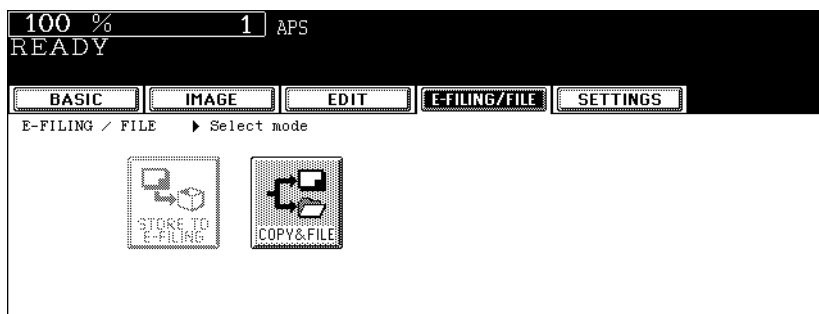 100 % 1 APS
READY
BASIC IMAGE EDIT E-FILING/FILE SETTINGS
E-FILING / FILE ▶ Select mode
STORE TO
E-FILING
COPY&FILE